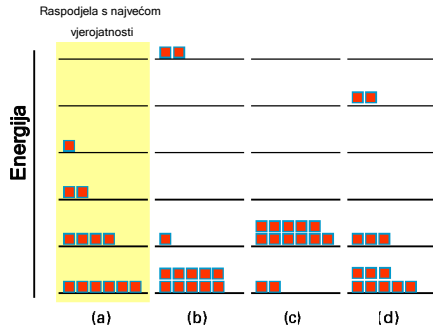 Raspodjela s najvećom
vjerojatnosti
Energija
(a)
(b)
(c)
(d)